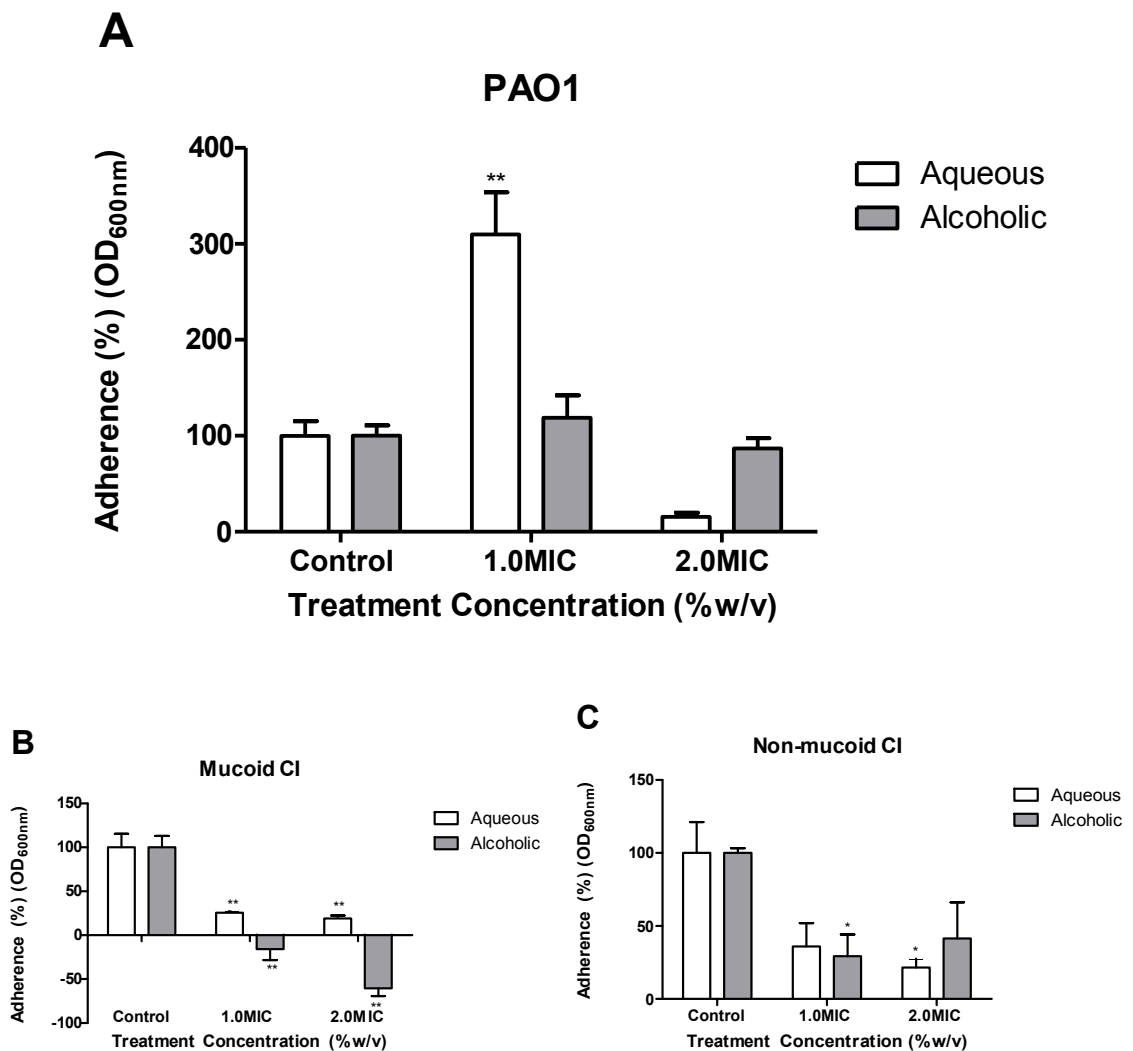 A
PAO1
400
300
200
100
0
Adherence (%) (OD600nm)
**
Aqueous
Alcoholic
Control 1.0MIC 2.0MIC
Treatment Concentration (%w/v)
B
Mucoid CI
150
100
50
0
-50
-100
Adherence (%) (OD600nm)
** **
** **
Aqueous
Alcoholic
Control 1.0MIC 2.0MIC
Treatment Concentration (%w/v)
C
Non-mucoid CI
150
100
50
0
Adherence (%) (OD600nm)
* *
Aqueous
Alcoholic
Control 1.0MIC 2.0MIC
Treatment Concentration (%w/v)